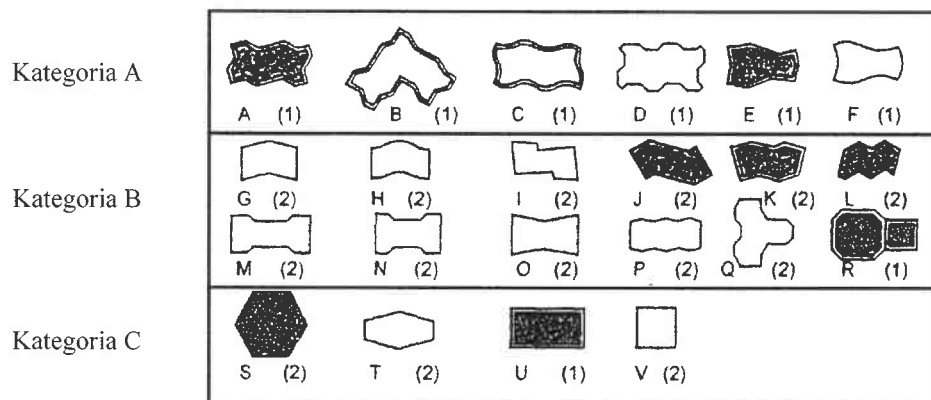 Kategoria A
A (1) B (1) C (1) D (1) E (1) F (1)
Kategoria B
G (2) H (2) I (2) J (2) K (2) L (2)
M (2) N (2) O (2) P (2) Q (2) R (1)
Kategoria C
S (2) T (2) U (1) V (2)